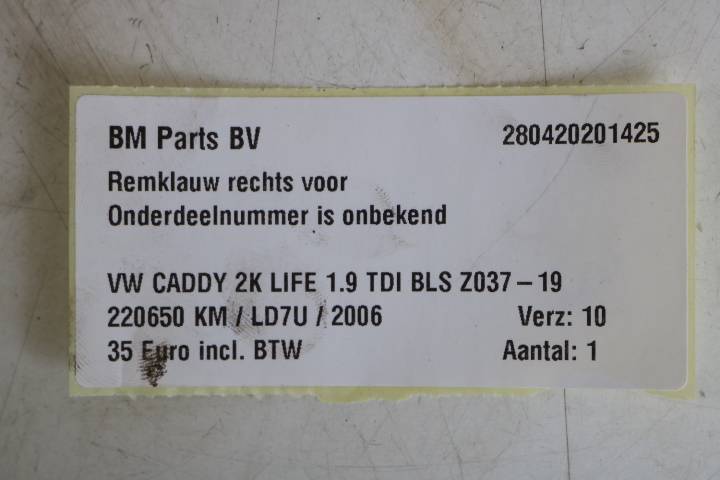 BM Parts BV 280420201425
Remklauw rechts voor
Onderdeelnummer is onbekend
VW CADDY 2K LIFE 1.9 TDI BLS Z037 – 19
220650 KM / LD7U / 2006 Verz: 10
35 Euro incl. BTW Aantal: 1